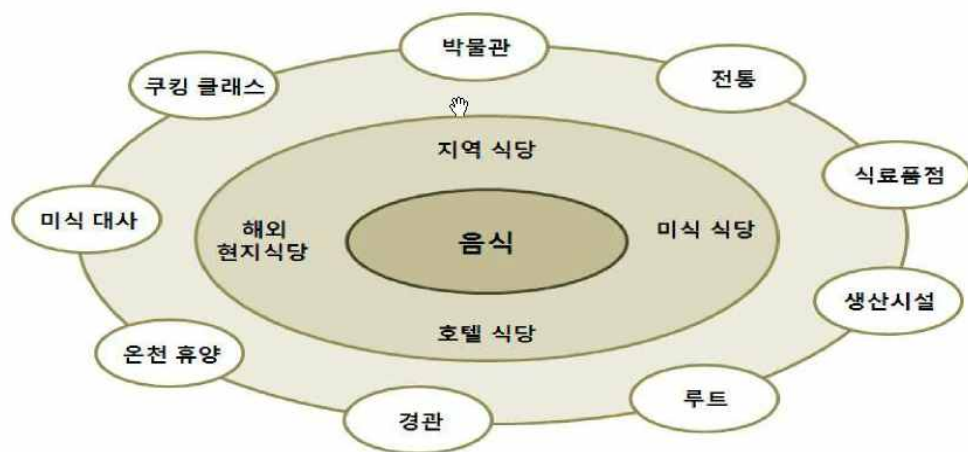 박물관
쿠킹 클래스
전통
지역 식당
식료품점
미식 대사
해외
현지식당
음식
미식 식당
생산시설
호텔 식당
온천 휴양
루트
경관